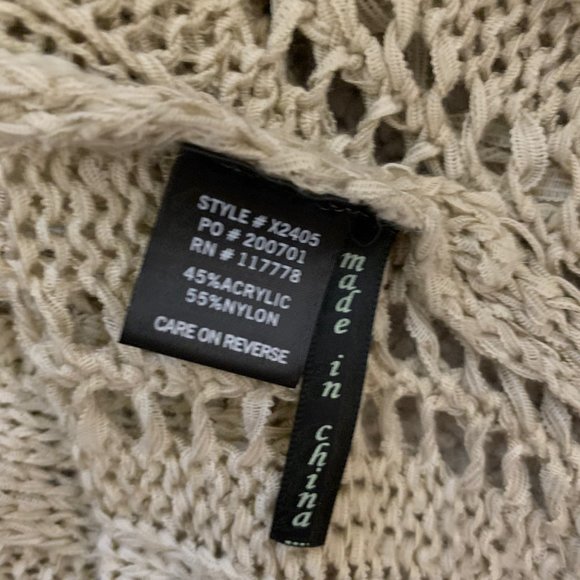 STYLE # X2405
PO # 200701
RN # 117778
45%ACRYLIC
55%NYLON
CARE ON REVERSE
made in china